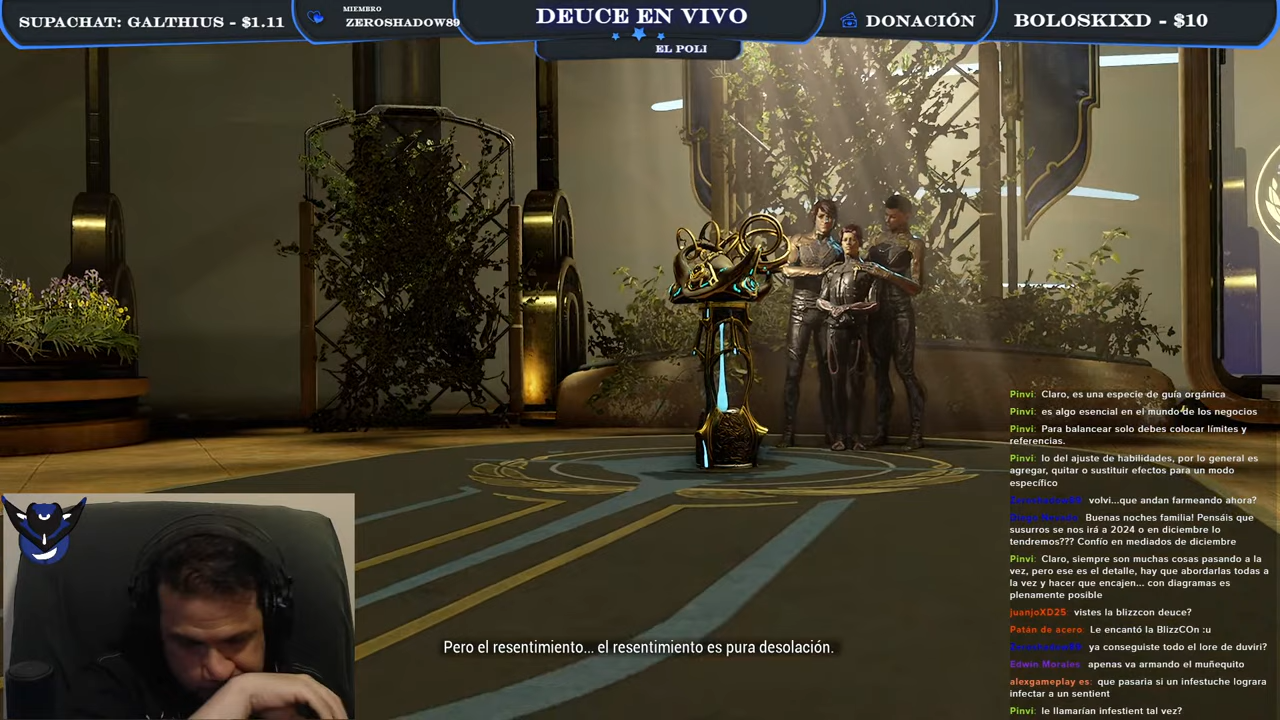 SUPACHAT: GALTHIUS - $1.11
MIEMBRO
ZEROSHADOW89
DEUCE EN VIVO
EL POLI
DONACIÓN
BOLOSKIXD - $10
Pinvi: Claro, es una especie de guía orgánica
Pinvi: es algo esencial en el mundo de los negocios
Pinvi: Para balancear solo debes colocar límites y
referencias.
Pinvi: lo del ajuste de habilidades, por lo general es
agregar, quitar o sustituir efectos para un modo
específico
Zeroshadow89: volvi...que andan farmeando ahora?
Buenas noches familia! Pensáis que
susurros se nos irá a 2024 o en diciembre lo
tendremos??? Confío en mediados de diciembre
Pinvi: Claro, siempre son muchas cosas pasando a la
vez, pero ese es el detalle, hay que abordarlas todas a
la vez y hacer que encajen... con diagramas es
plenamente posible
juanjoXD25: vistes la blizzcon deuce?
Patán de acero: Le encantó la BlizzCOn :u
Zeroshadow89: ya conseguiste todo el lore de duviri?
Edwin Morales: apenas va armando el muñequito
alexgameplay es: que pasaria si un infestuche lograra
infectar a un sentient
Pinvi: le llamarían infestient tal vez?
Pero el resentimiento... el resentimiento es pura desolación.